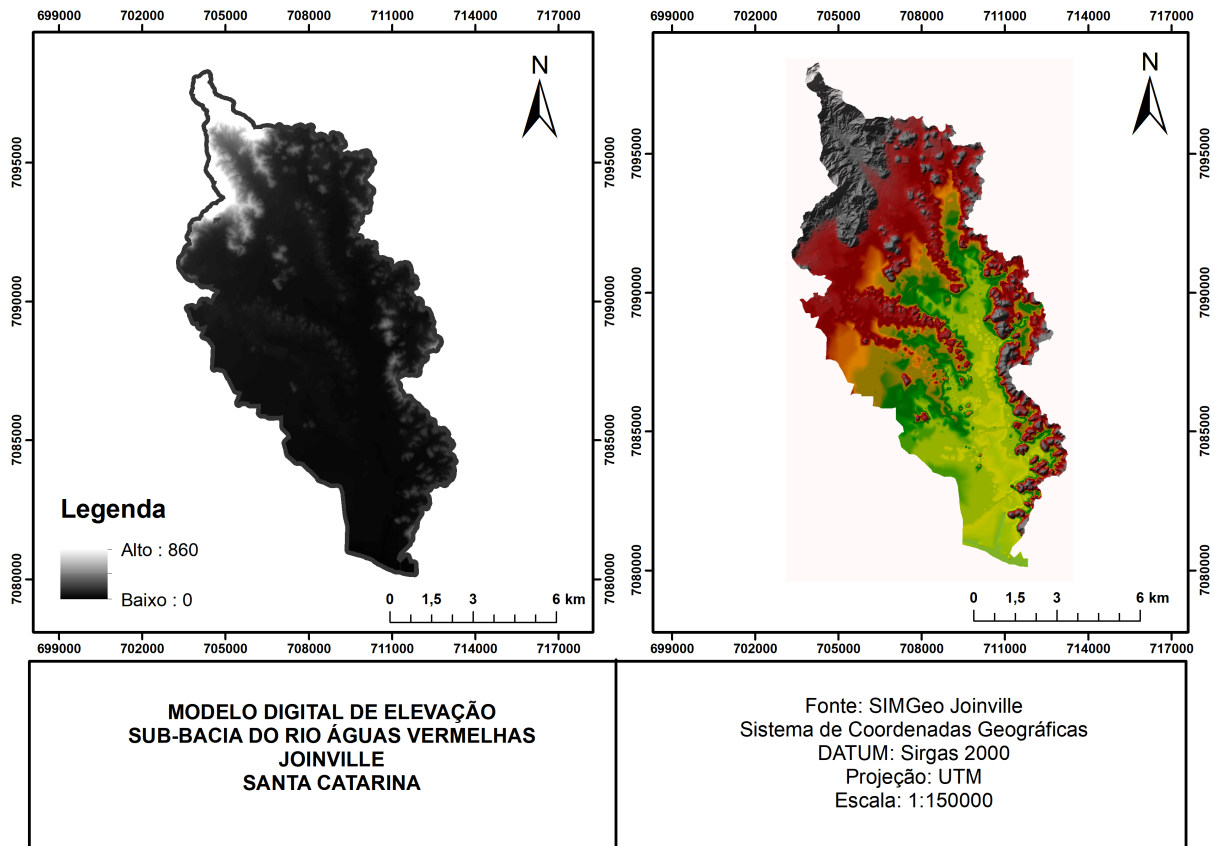 699000 702000 705000 708000 711000 714000 717000
699000 702000 705000 708000 711000 714000 717000
N
N
7095000 7095000
7095000 7095000
7090000 7090000
7090000 7090000
7085000 7085000
7085000 7085000
7080000 7080000
7080000 7080000
Legenda
Alto : 860
Baixo : 0
0 1,5 3 6 km
0 1,5 3 6 km
699000 702000 705000 708000 711000 714000 717000
699000 702000 705000 708000 711000 714000 717000
MODELO DIGITAL DE ELEVAÇÃO
SUB-BACIA DO RIO ÁGUAS VERMELHAS
JOINVILLE
SANTA CATARINA
Fonte: SIMGeo Joinville
Sistema de Coordenadas Geográficas
DATUM: Sirgas 2000
Projeção: UTM
Escala: 1:150000